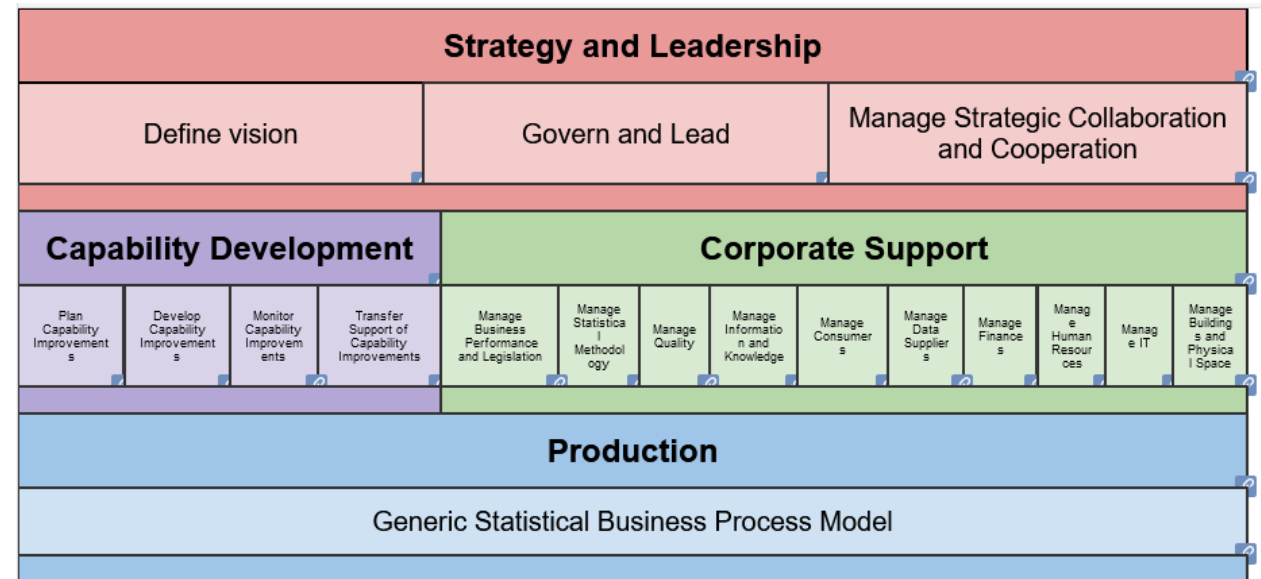 Strategy and Leadership
Define vision
Govern and Lead
Manage Strategic Collaboration
and Cooperation
Capability Development
Corporate Support
Plan
Capability
Improvement
s
Develop
Capability
Improvement
s
Monitor
Capability
Improvem
ents
Transfer
Support of
Capability
Improvements
Manage
Business
Performance
and Legislation
Manage
Statistica
l
Methodol
ogy
Manage
Quality
Manage
Informatio
n and
Knowledge
Manage
Consumer
s
Manage
Data
Supplier
s
Manage
Finance
s
Manag
e
Human
Resour
ces
Manag
e IT
Manage
Building
s and
Physica
l Space
Production
Generic Statistical Business Process Model